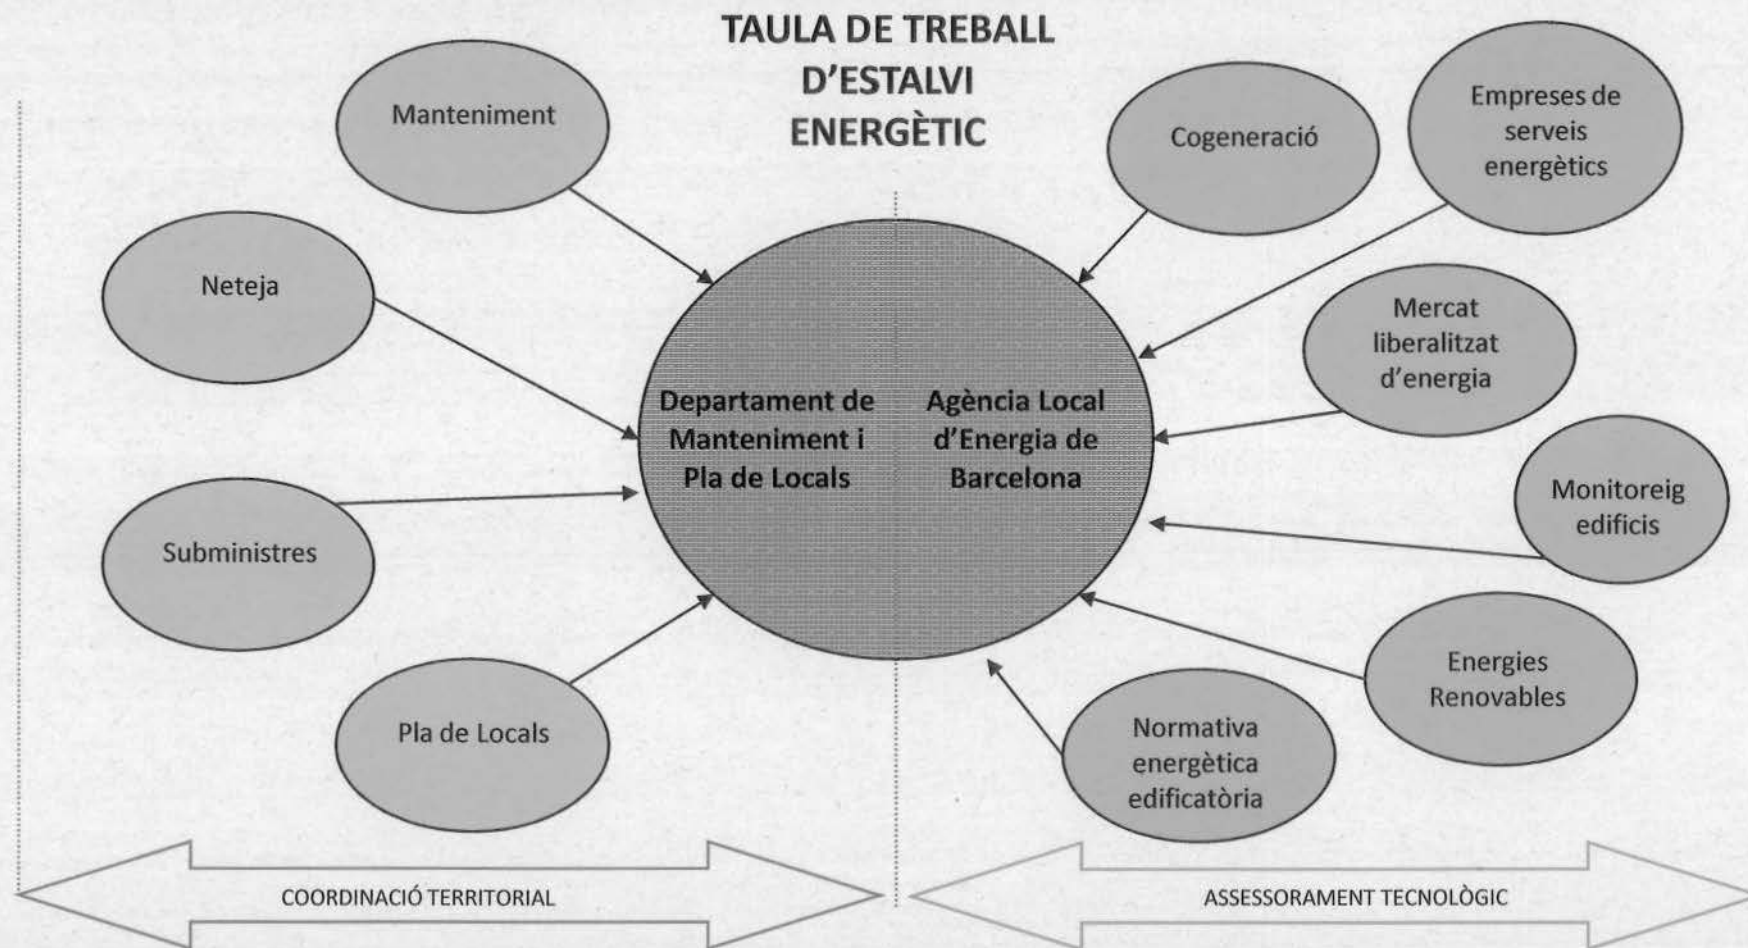 TAULA DE TREBALL
D'ESTALVI
ENERGÈTIC
Manteniment
Neteja
Subministres
Pla de Locals
Departament de
Manteniment i
Pla de Locals
Agència Local
d'Energia de
Barcelona
Cogeneració
Empreses de
serveis
energètics
Mercat
liberalitzat
d'energia
Monitoreig
edificis
Energies
Renovables
Normativa
energètica
edificatòria
COORDINACIÓ TERRITORIAL
ASSESSORAMENT TECNOLÒGIC